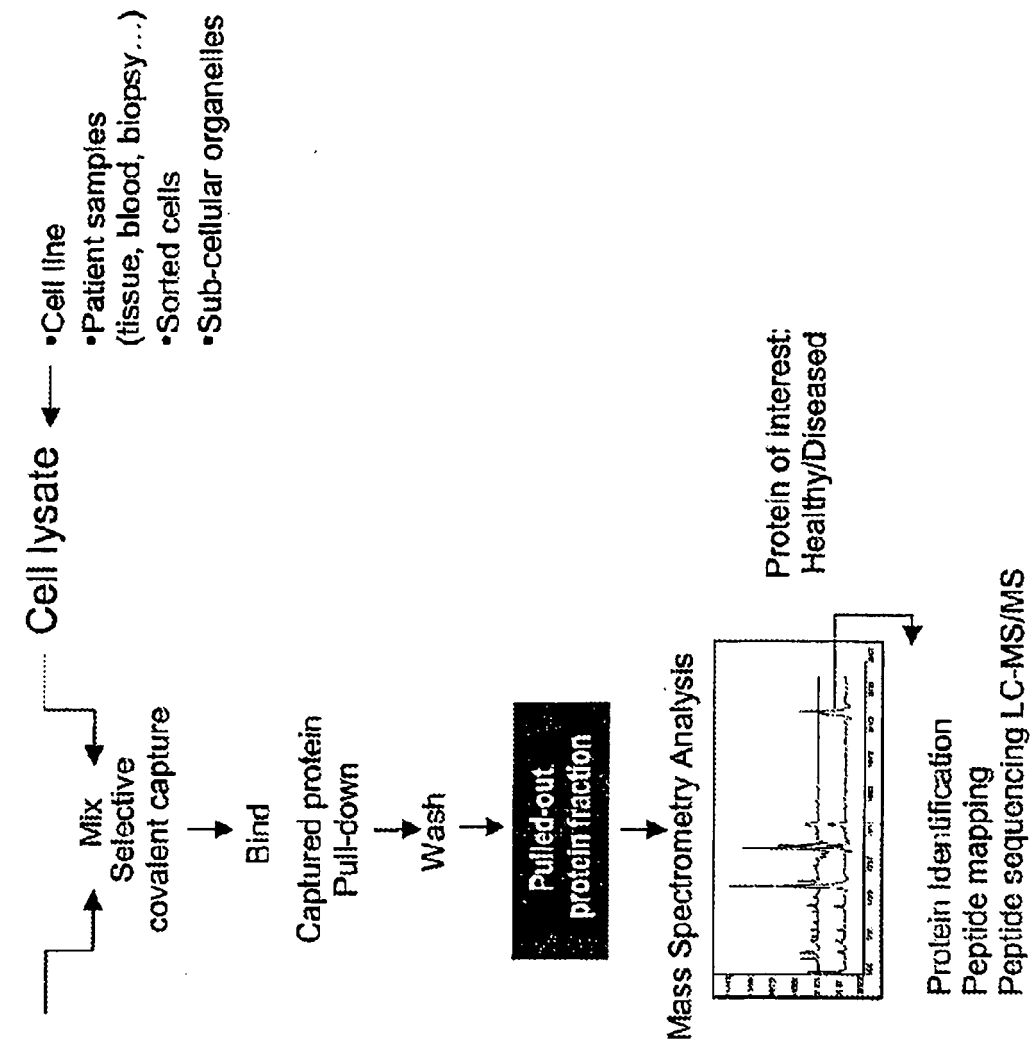 Cell lysate
•Cell line
•Patient samples
(tissue, blood, biopsy...)
•Sorted cells
•Sub-cellular organelles
Mix
Selective
covalent capture
Bind
Captured protein
Pull-down
Wash
Pulled-out
protein fraction
Mass Spectrometry Analysis
Protein of interest:
Healthy/Diseased
Protein Identification
Peptide mapping
Peptide sequencing LC-MS/MS